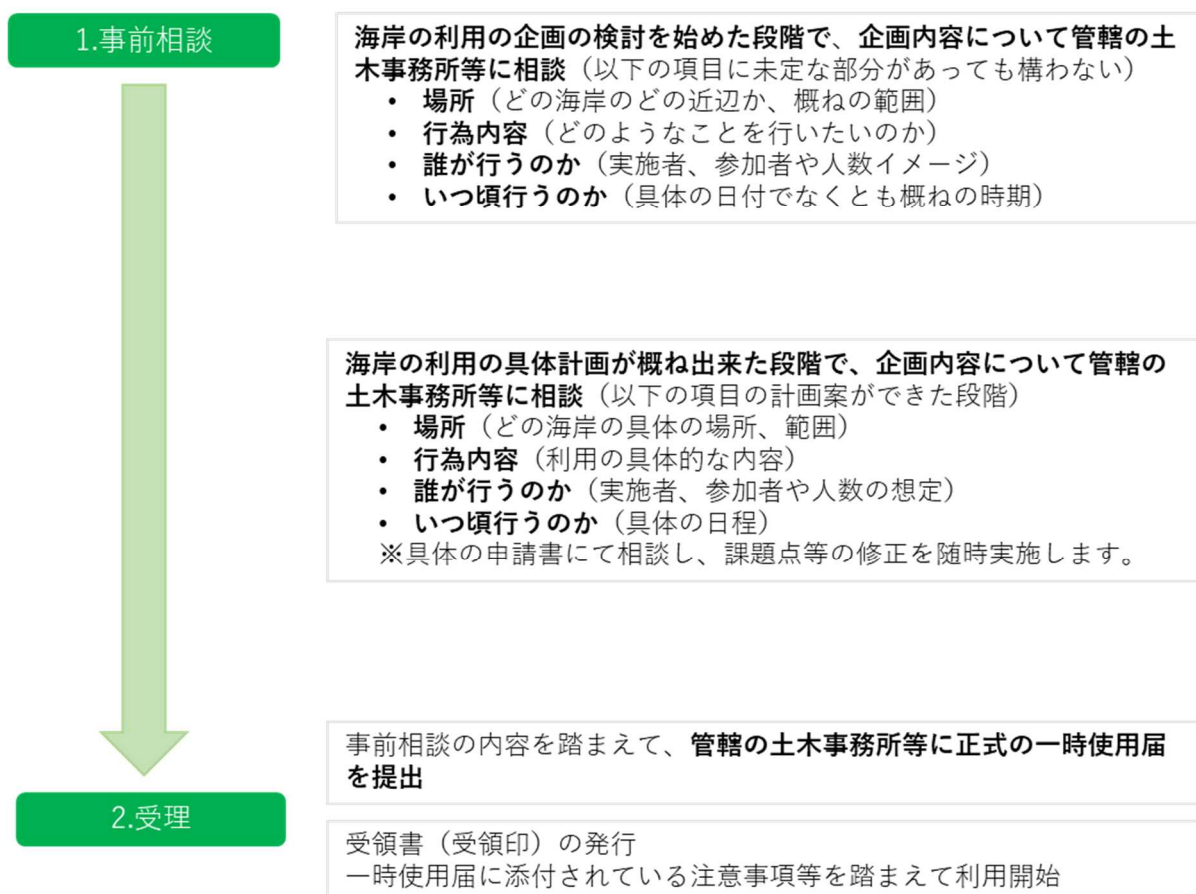 1.事前相談
海岸の利用の企画の検討を始めた段階で、企画内容について管轄の土
木事務所等に相談（以下の項目に未定な部分があっても構わない）
• 場所（どの海岸のどの近辺か、概ねの範囲）
• 行為内容（どのようなことを行いたいのか）
• 誰が行うのか（実施者、参加者や人数イメージ）
• いつ頃行うのか（具体の日付でなくとも概ねの時期）
海岸の利用の具体計画が概ね出来た段階で、企画内容について管轄の
土木事務所等に相談（以下の項目の計画案ができた段階）
• 場所（どの海岸の具体の場所、範囲）
• 行為内容（利用の具体的な内容）
• 誰が行うのか（実施者、参加者や人数の想定）
• いつ頃行うのか（具体の日程）
※具体の申請書にて相談し、課題点等の修正を随時実施します。
事前相談の内容を踏まえて、管轄の土木事務所等に正式の一時使用届
を提出
2.受理
受領書（受領印）の発行
一時使用届に添付されている注意事項等を踏まえて利用開始